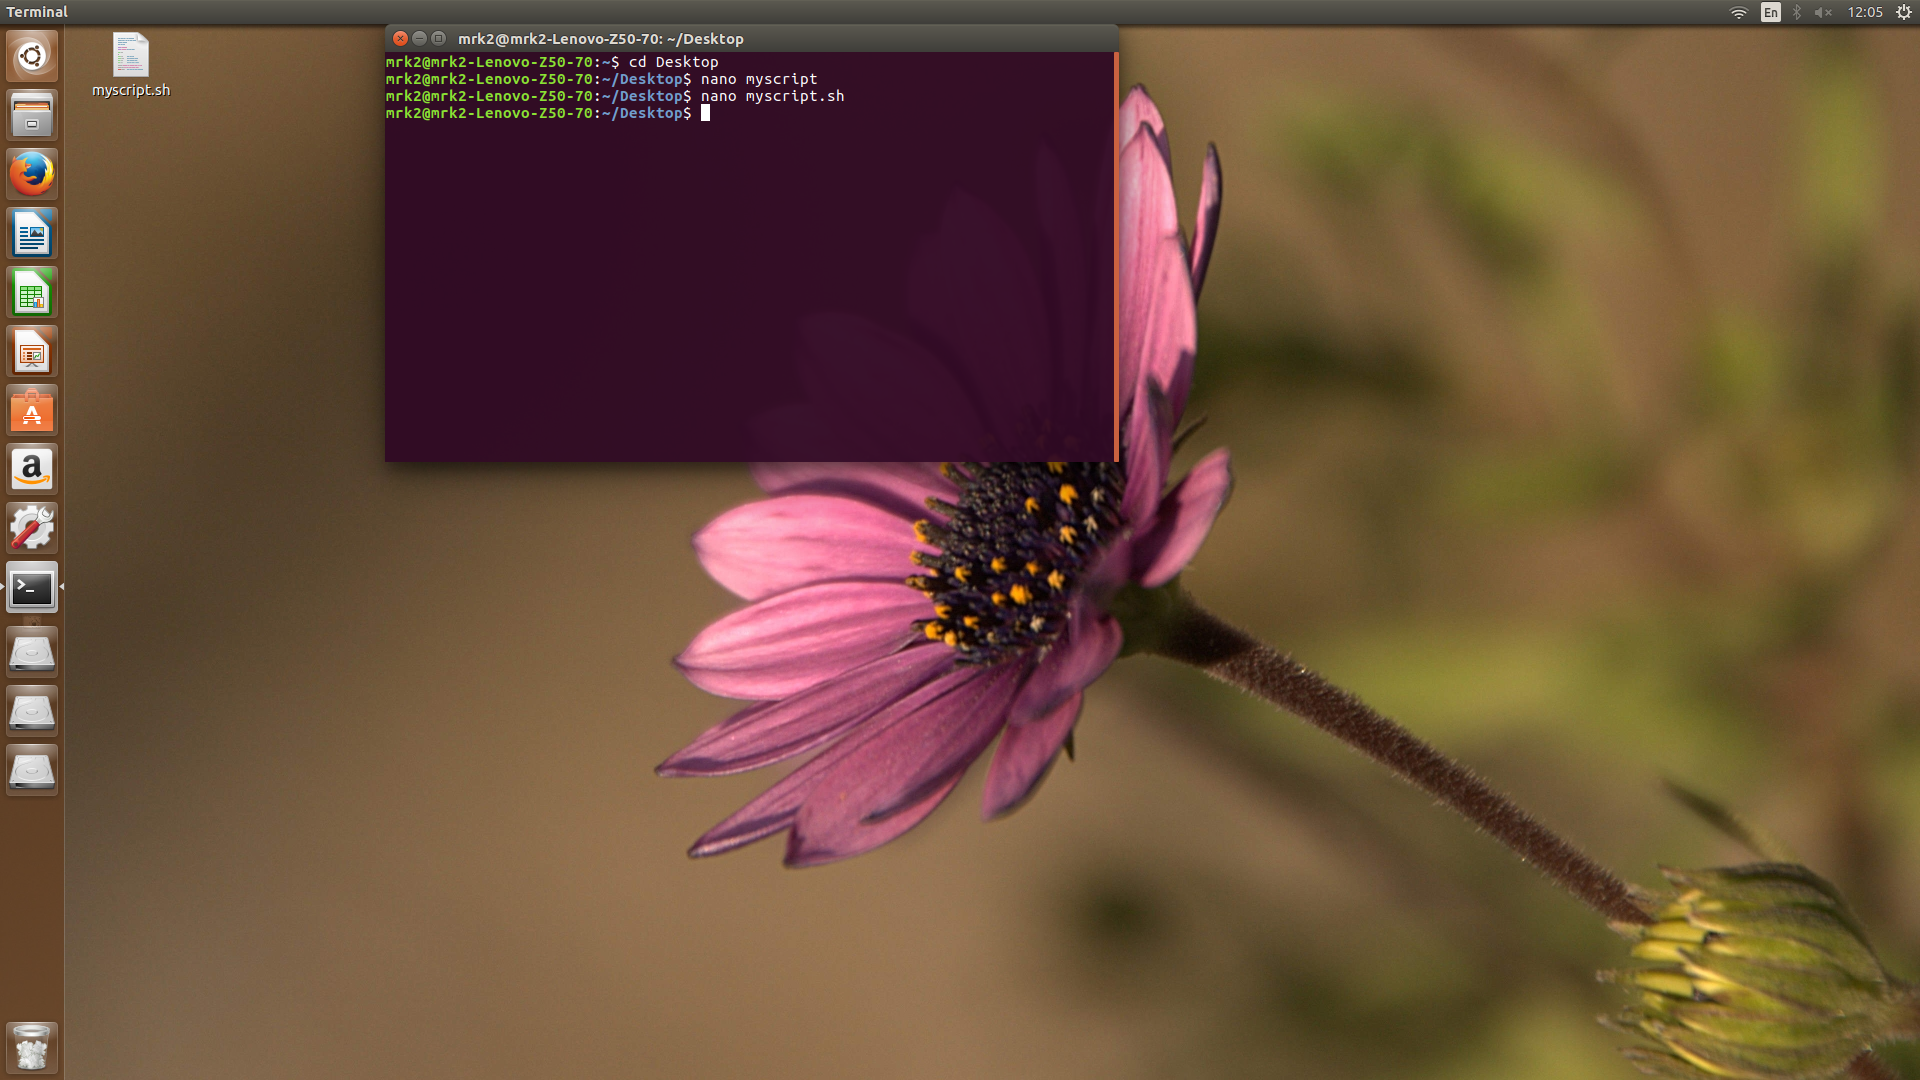 Terminal
En
12:05
myscript.sh
mrk2@mrk2-Lenovo-Z50-70: ~/Desktop
mrk2@mrk2-Lenovo-Z50-70:~$ cd Desktop
mrk2@mrk2-Lenovo-Z50-70:~/Desktop$ nano myscript
mrk2@mrk2-Lenovo-Z50-70:~/Desktop$ nano myscript.sh
mrk2@mrk2-Lenovo-Z50-70:~/Desktop$